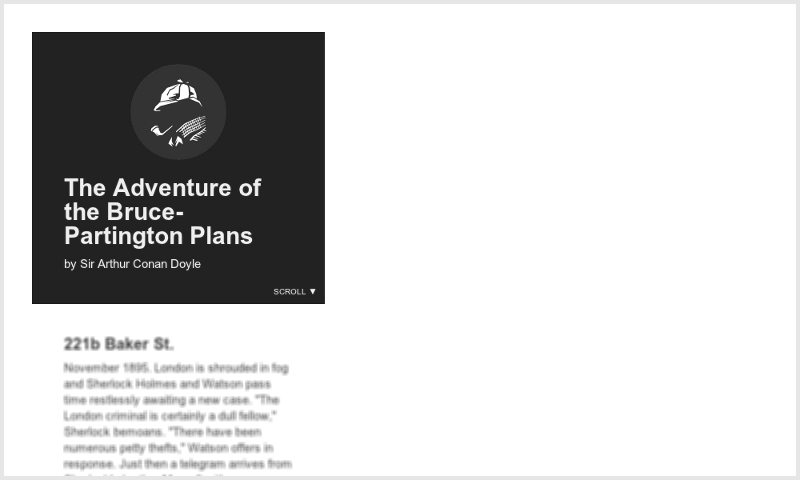 The Adventure of
the Bruce-
Partington Plans
by Sir Arthur Conan Doyle
SCROLL ▼
221b Baker St.
November 1895. London is shrouded in fog
and Sherlock Holmes and Watson pass
time restlessly awaiting a new case. "The
London criminal is certainly a dull fellow,"
Sherlock bemoans. "There have been
numerous petty thefts," Watson offers in
response. Just then a telegram arrives from